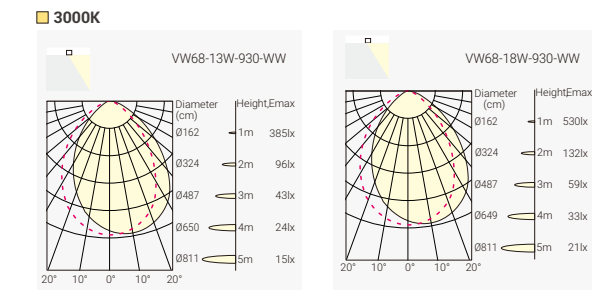 3000K
VW68-13W-930-WW
Diameter (cm) Height,Emax
Ø162 1m 385lx
Ø324 2m 96lx
Ø487 3m 43lx
Ø650 4m 24lx
Ø811 5m 15lx
20° 10° 0° 10° 20°
VW68-18W-930-WW
Diameter (cm) Height,Emax
Ø162 1m 530lx
Ø324 2m 132lx
Ø487 3m 59lx
Ø649 4m 33lx
Ø811 5m 21lx
20° 20° 0° 10° 20°